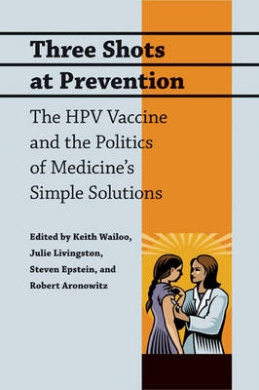 Three Shots
at Prevention
The HPV Vaccine
and the Politics
of Medicine's
Simple Solutions
Edited by Keith Wailoo,
Julie Livingston,
Steven Epstein, and
Robert Aronowitz